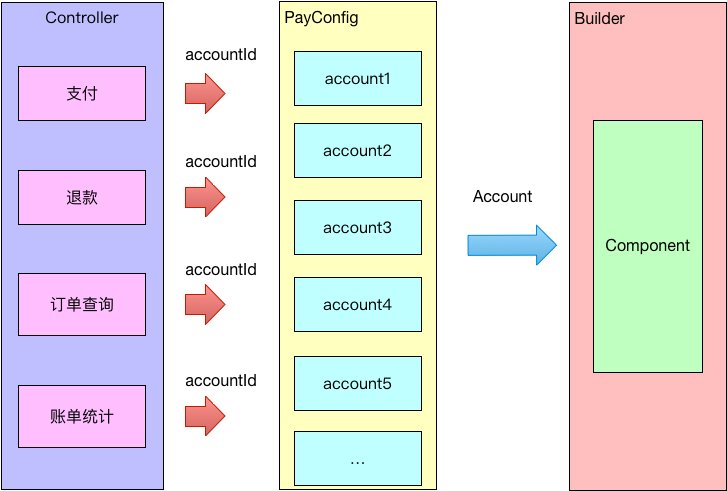 Controller
支付
退款
订单查询
账单统计
accountId
accountId
accountId
accountId
PayConfig
account1
account2
account3
account4
account5
...
Account
Builder
Component